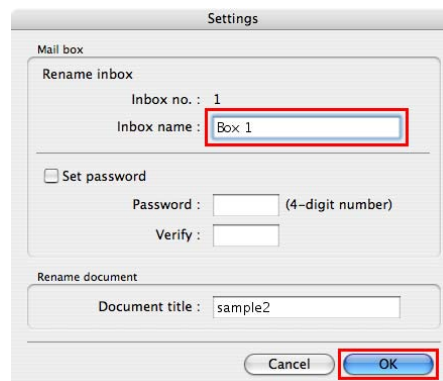 Settings
Mail box
Rename inbox
Inbox no. : 1
Inbox name : Box 1
Set password
Password : (4-digit number)
Verify :
Rename document
Document title : sample2
Cancel OK